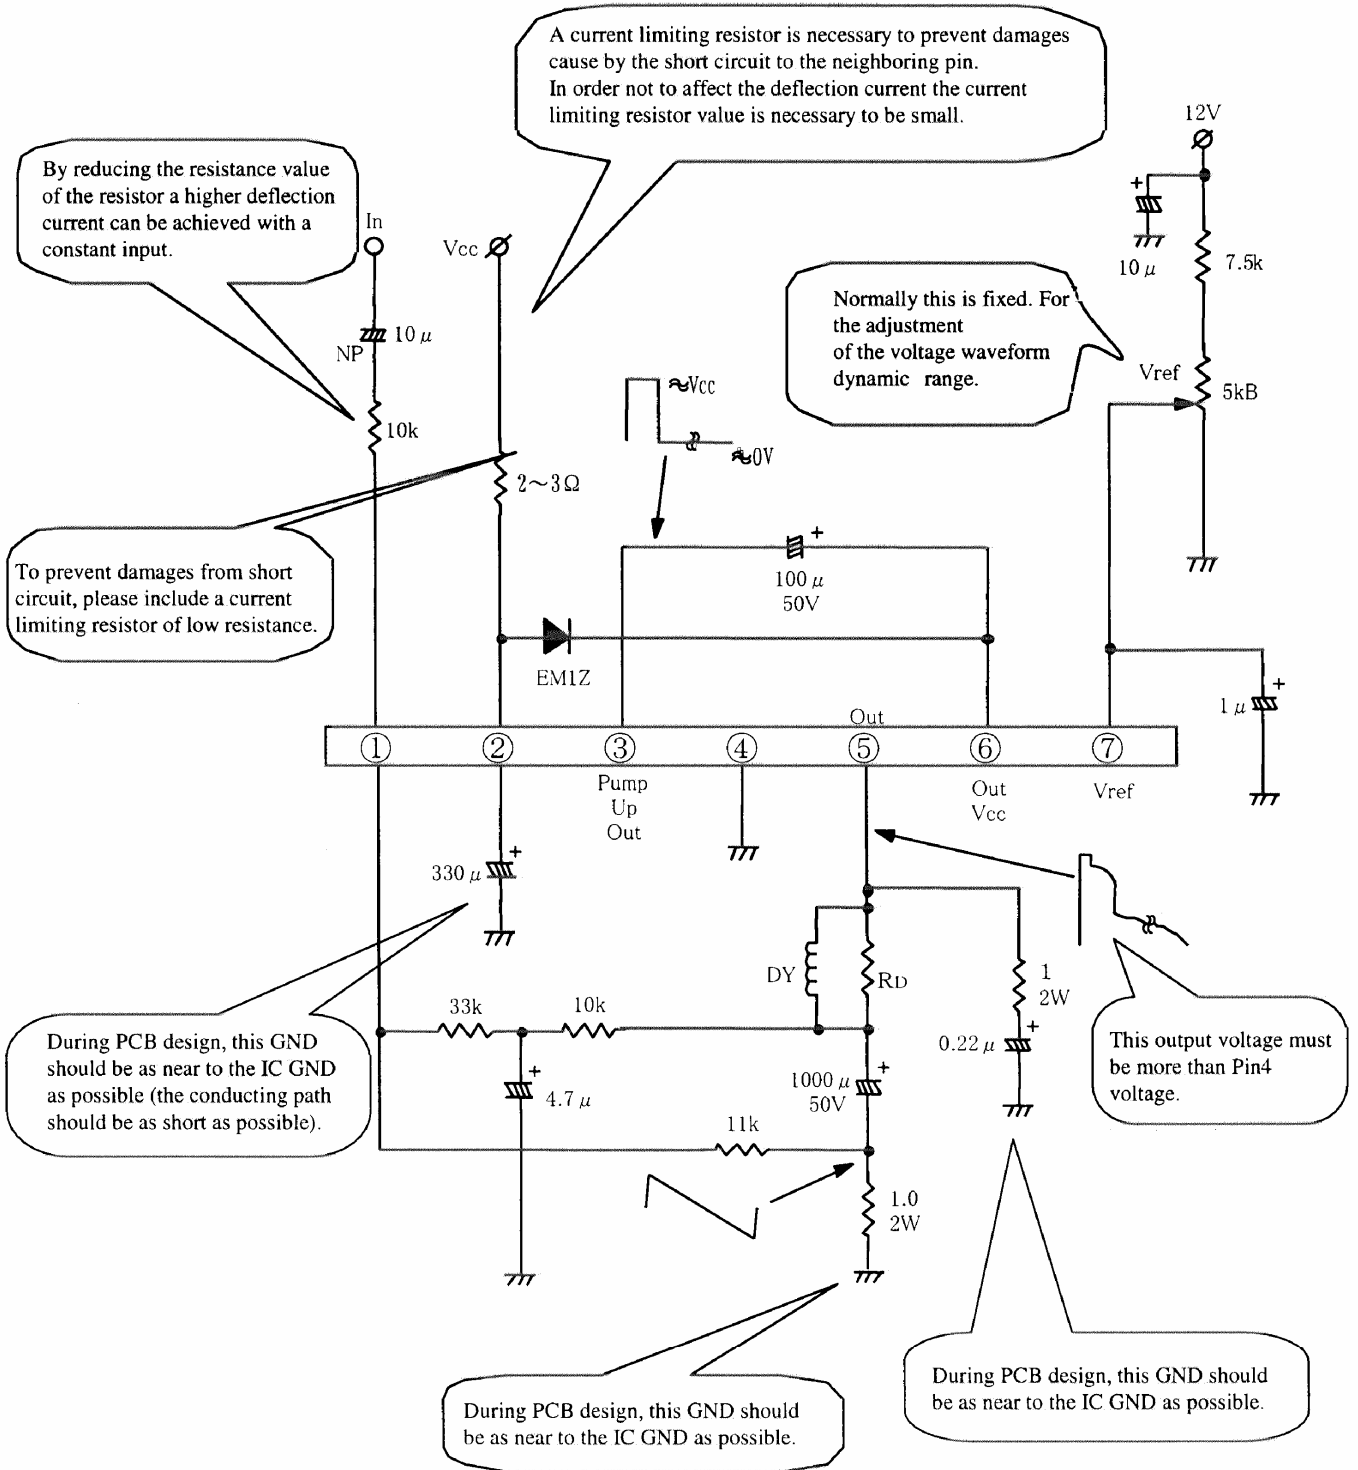 A current limiting resistor is necessary to prevent damages
cause by the short circuit to the neighboring pin.
In order not to affect the deflection current the current
limiting resistor value is necessary to be small.
12V
By reducing the resistance value
of the resistor a higher deflection
current can be achieved with a
constant input.
In
Vcc
+
10 μ
7.5k
Normally this is fixed. For
the adjustment
of the voltage waveform
dynamic range.
10 μ
NP
Vref
5kB
≈Vcc
≈0V
10k
2~3Ω
To prevent damages from short
circuit, please include a current
limiting resistor of low resistance.
+
100 μ
50V
EM1Z
+
1 μ
Out
① ② ③ ④ ⑤ ⑥ ⑦
Pump
Up
Out
Out
Vcc
Vref
+
330 μ
DY
RD
1
2W
33k
10k
+
0.22 μ
This output voltage must
be more than Pin4
voltage.
During PCB design, this GND
should be as near to the IC GND
as possible (the conducting path
should be as short as possible).
+
4.7 μ
+
1000 μ
50V
11k
1.0
2W
During PCB design, this GND should
be as near to the IC GND as possible.
During PCB design, this GND should
be as near to the IC GND as possible.